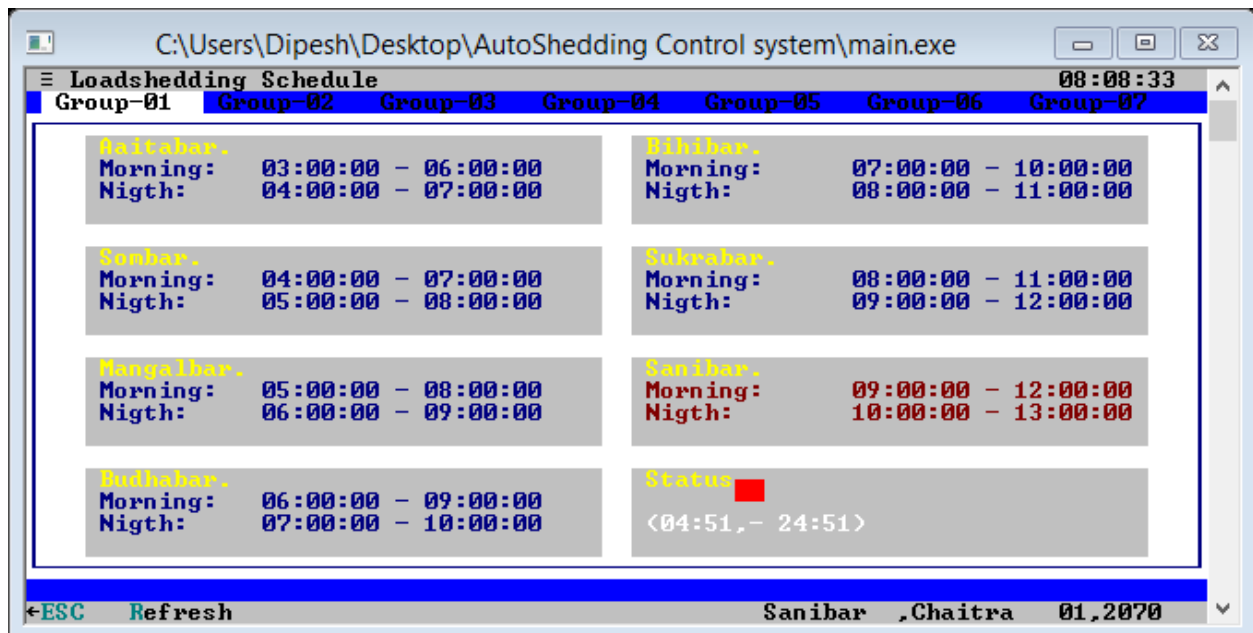 C:\Users\Dipesh\Desktop\AutoShedding Control system\main.exe
≡ Loadshedding Schedule 08:08:33
Group-01 Group-02 Group-03 Group-04 Group-05 Group-06 Group-07
Aaitabar.
Morning: 03:00:00 - 06:00:00
Nigth: 04:00:00 - 07:00:00
Bihibar.
Morning: 07:00:00 - 10:00:00
Nigth: 08:00:00 - 11:00:00
Sombar.
Morning: 04:00:00 - 07:00:00
Nigth: 05:00:00 - 08:00:00
Sukrabar.
Morning: 08:00:00 - 11:00:00
Nigth: 09:00:00 - 12:00:00
Mangalbar.
Morning: 05:00:00 - 08:00:00
Nigth: 06:00:00 - 09:00:00
Sanibar.
Morning: 09:00:00 - 12:00:00
Nigth: 10:00:00 - 13:00:00
Budhabar.
Morning: 06:00:00 - 09:00:00
Nigth: 07:00:00 - 10:00:00
Status
(04:51,- 24:51)
←ESC Refresh Sanibar ,Chaitra 01,2070